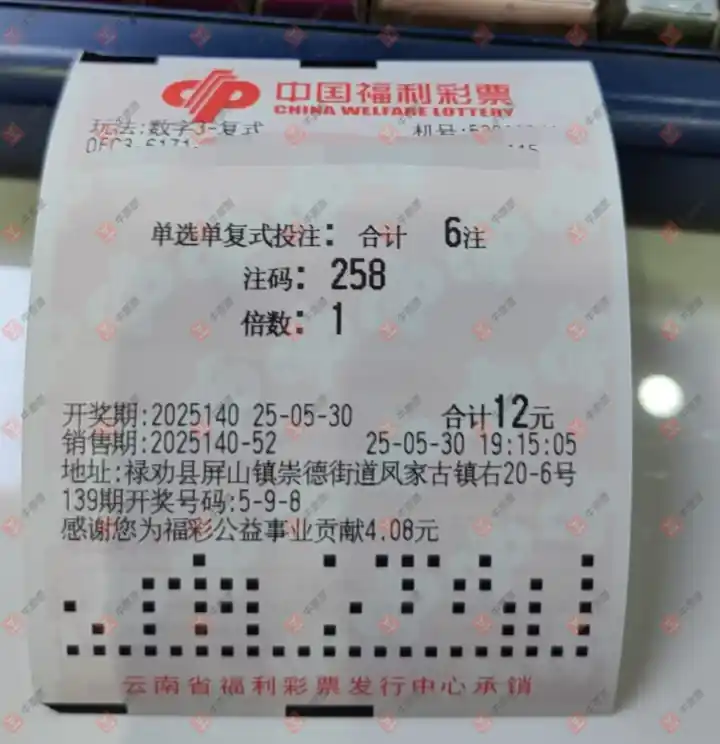 中国福利彩票
CHINA WELFARE LOTTERY
玩法:数字3-复式
机号:
单选单复式投注: 合计 6注
注码: 258
倍数: 1
开奖期:2025140 25-05-30 合计12元
销售期:2025140-52 25-05-30 19:15:05
地址:禄劝县屏山镇崇德街道凤家古镇右20-6号
139期开奖号码:5-9-8
感谢您为福彩公益事业贡献4.08元
云南省福利彩票发行中心承销